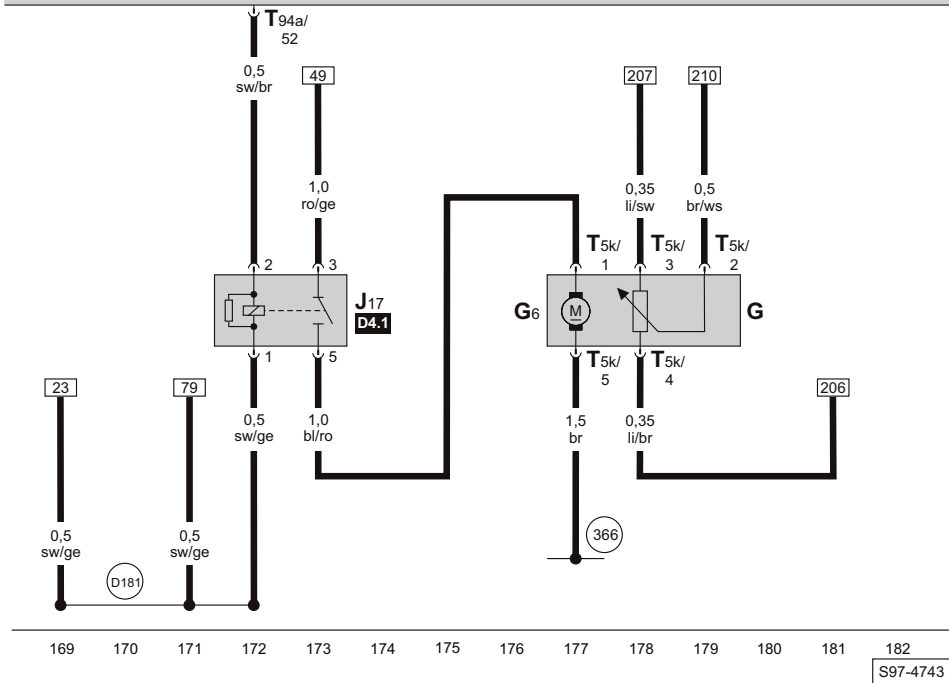 T94a/
52
0,5
sw/br
49
207
210
1,0
ro/ge
0,35
li/sw
0,5
br/ws
T5k/
1
T5k/
3
T5k/
2
2
3
J17
D4.1
G6
M
G
1
5
T5k/
5
T5k/
4
23
79
206
0,5
sw/ge
1,0
bl/ro
1,5
br
0,35
li/br
0,5
sw/ge
0,5
sw/ge
366
D181
169 170 171 172 173 174 175 176 177 178 179 180 181 182
S97-4743